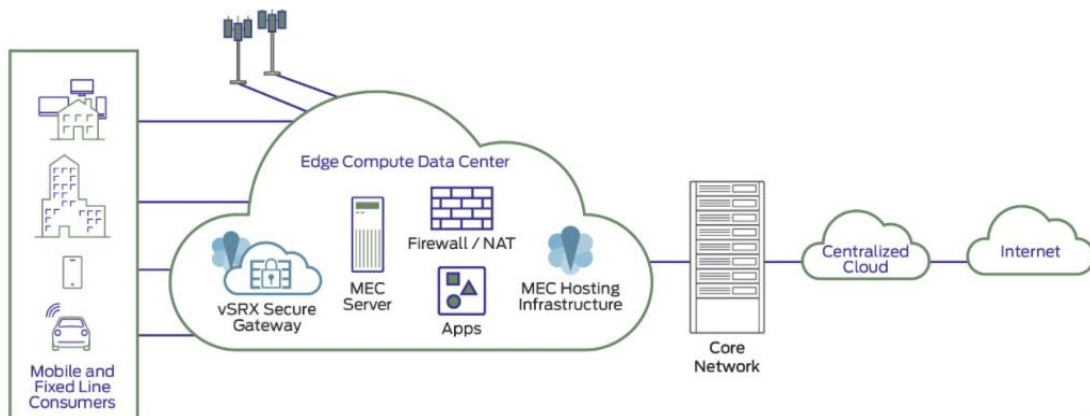 Edge Compute Data Center
Firewall / NAT
MEC
Server
vSRX Secure
Gateway
Apps
MEC Hosting
Infrastructure
Mobile and
Fixed Line
Consumers
Core
Network
Centralized
Cloud
Internet